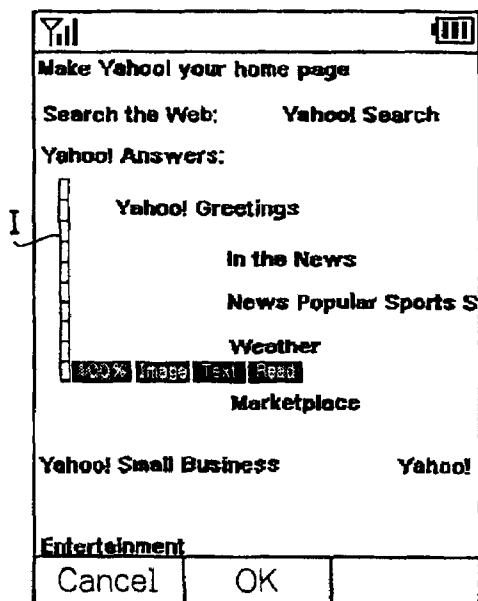 Make Yahoo! your home page
Search the Web: Yahoo! Search
Yahoo! Answers:
Yahoo! Greetings
I
In the News
News Popular Sports S
Weather
100% Image Text Read
Marketplace
Yahoo! Small Business Yahoo!
Entertainment
Cancel OK